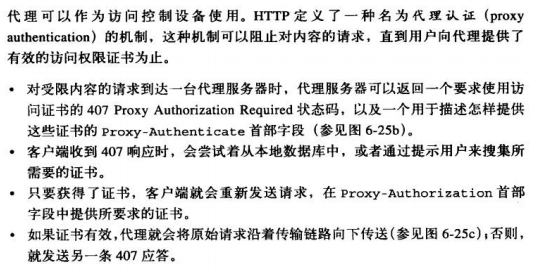 代理可以作为访问控制设备使用。HTTP 定义了一种名为代理认证（proxy
authentication）的机制，这种机制可以阻止对内容的请求，直到用户向代理提供了
有效的访问权限证书为止。
• 对受限内容的请求到达一台代理服务器时，代理服务器可以返回一个要求使用访
问证书的 407 Proxy Authorization Required 状态码，以及一个用于描述怎样提供
这些证书的 Proxy-Authenticate 首部字段（参见图 6-25b）。
• 客户端收到 407 响应时，会尝试着从本地数据库中，或者通过提示用户来搜集所
需要的证书。
• 只要获得了证书，客户端就会重新发送请求，在 Proxy-Authorization 首部
字段中提供所要求的证书。
• 如果证书有效，代理就会将原始请求沿着传输链路向下传送（参见图 6-25c）；否则，
就发送另一条 407 应答。